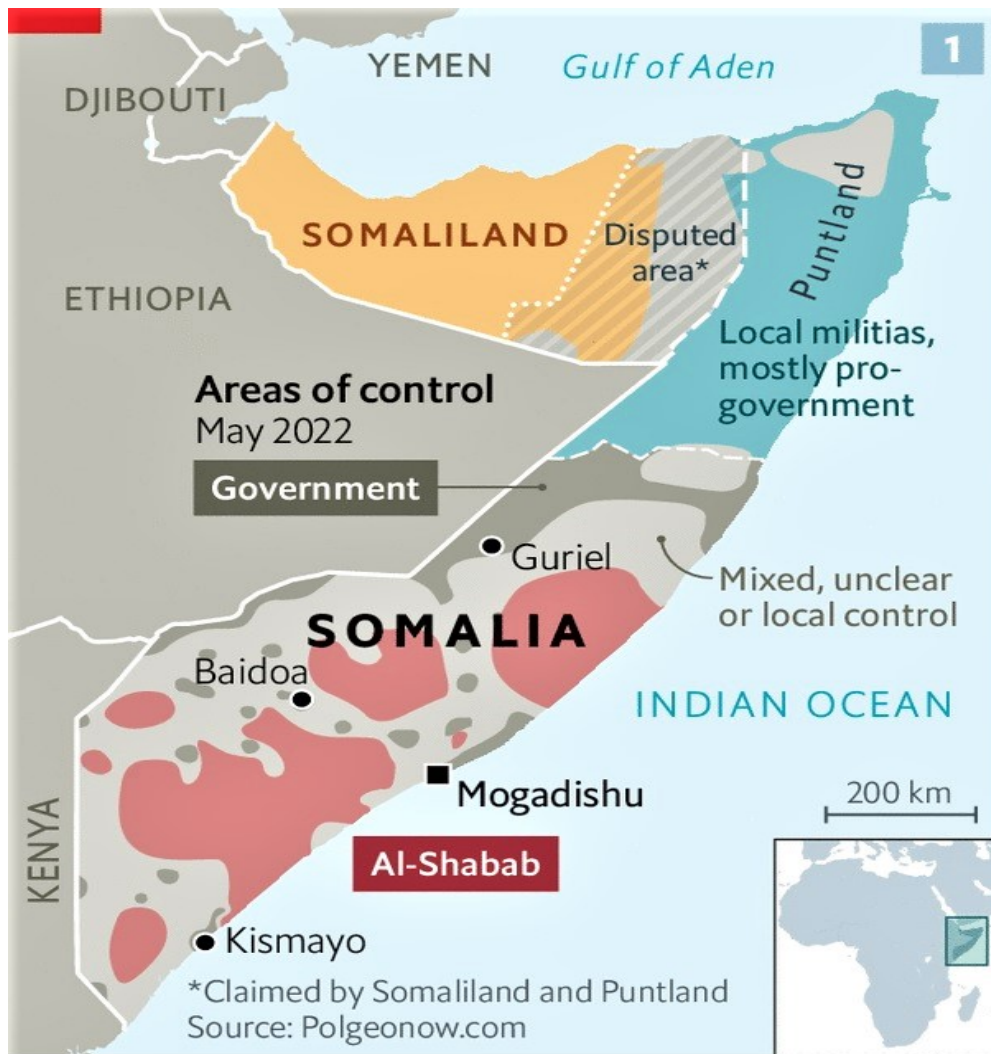 1
YEMEN
Gulf of Aden
DJIBOUTI
Puntland
SOMALILAND
Disputed
area*
ETHIOPIA
Local militias,
mostly pro-
government
Areas of control
May 2022
Government
Guriel
Mixed, unclear
or local control
SOMALIA
Baidoa
INDIAN OCEAN
Mogadishu
200 km
KENYA
Al-Shabab
Kismayo
*Claimed by Somaliland and Puntland
Source: Polgeonow.com